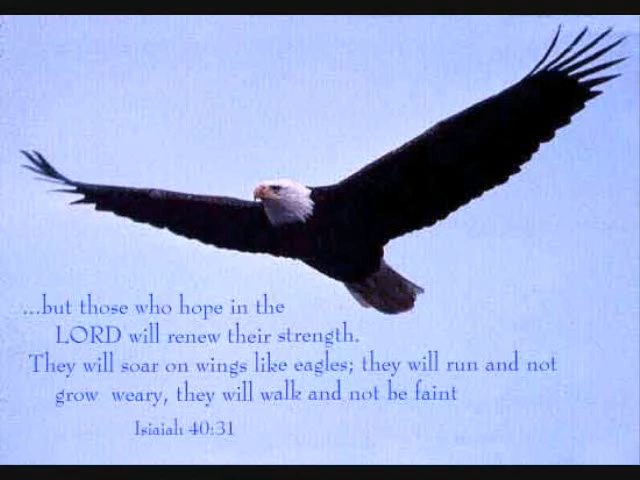 ...but those who hope in the
LORD will renew their strength.
They will soar on wings like eagles; they will run and not
grow weary, they will walk and not be faint
Isiaiah 40:31